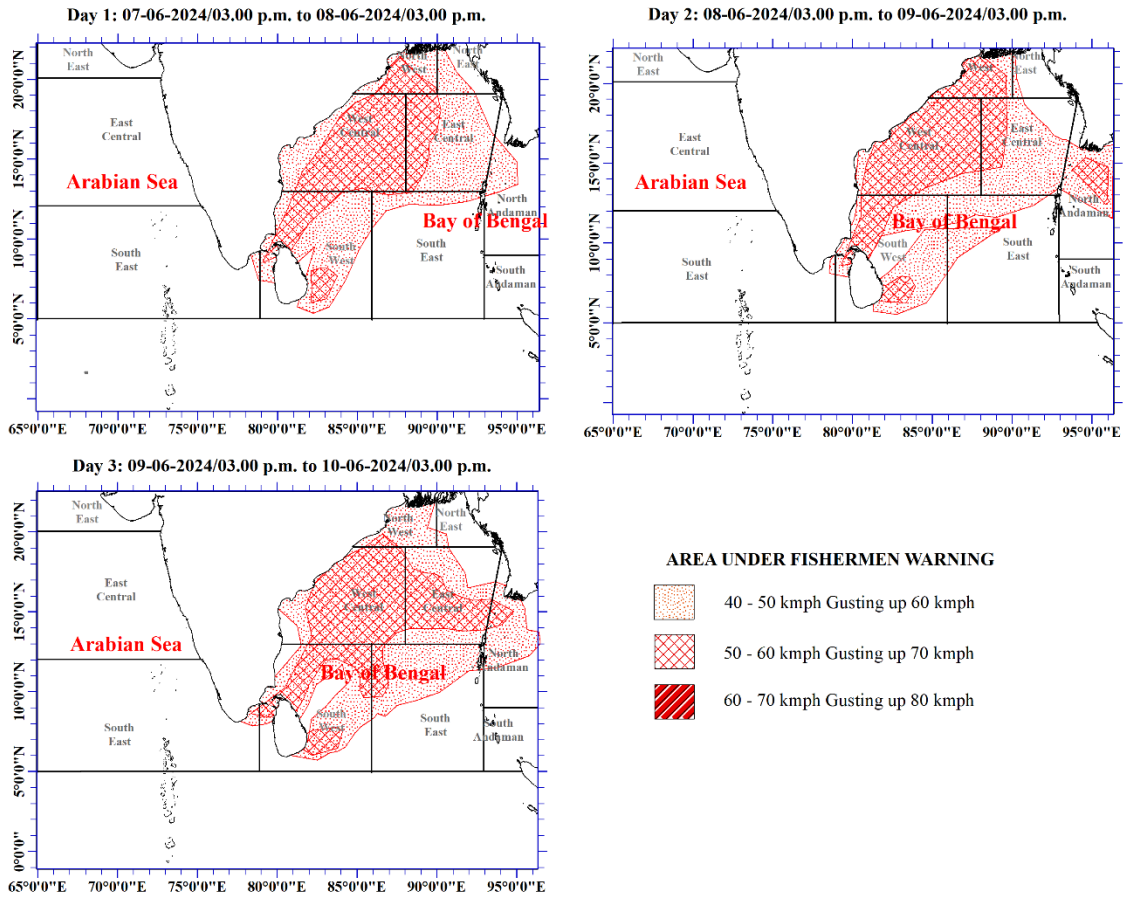 Day 1: 07-06-2024/03.00 p.m. to 08-06-2024/03.00 p.m.
North
East
North
West
North
East
East
Central
West
Central
East
Central
Arabian Sea
North
Andaman
Bay of Bengal
South
East
South
West
South
East
South
Andaman
20°0'0"N
15°0'0"N
10°0'0"N
5°0'0"N
0°0'0"
65°0'0"E 70°0'0"E 75°0'0"E 80°0'0"E 85°0'0"E 90°0'0"E 95°0'0"E
Day 2: 08-06-2024/03.00 p.m. to 09-06-2024/03.00 p.m.
North
East
West
North
East
East
Central
West
Central
East
Central
Arabian Sea
North
Andaman
Bay of Bengal
South
East
South
West
South
East
South
Andaman
20°0'0"N
15°0'0"N
10°0'0"N
5°0'0"N
0°0'0"
65°0'0"E 70°0'0"E 75°0'0"E 80°0'0"E 85°0'0"E 90°0'0"E 95°0'0"E
Day 3: 09-06-2024/03.00 p.m. to 10-06-2024/03.00 p.m.
North
East
North
West
North
East
East
Central
West
Central
East
Central
Arabian Sea
North
Andaman
Bay of Bengal
South
East
South
West
South
East
South
Andaman
20°0'0"N
15°0'0"N
10°0'0"N
5°0'0"N
0°0'0"
65°0'0"E 70°0'0"E 75°0'0"E 80°0'0"E 85°0'0"E 90°0'0"E 95°0'0"E
AREA UNDER FISHERMEN WARNING
40 - 50 kmph Gusting up 60 kmph
50 - 60 kmph Gusting up 70 kmph
60 - 70 kmph Gusting up 80 kmph